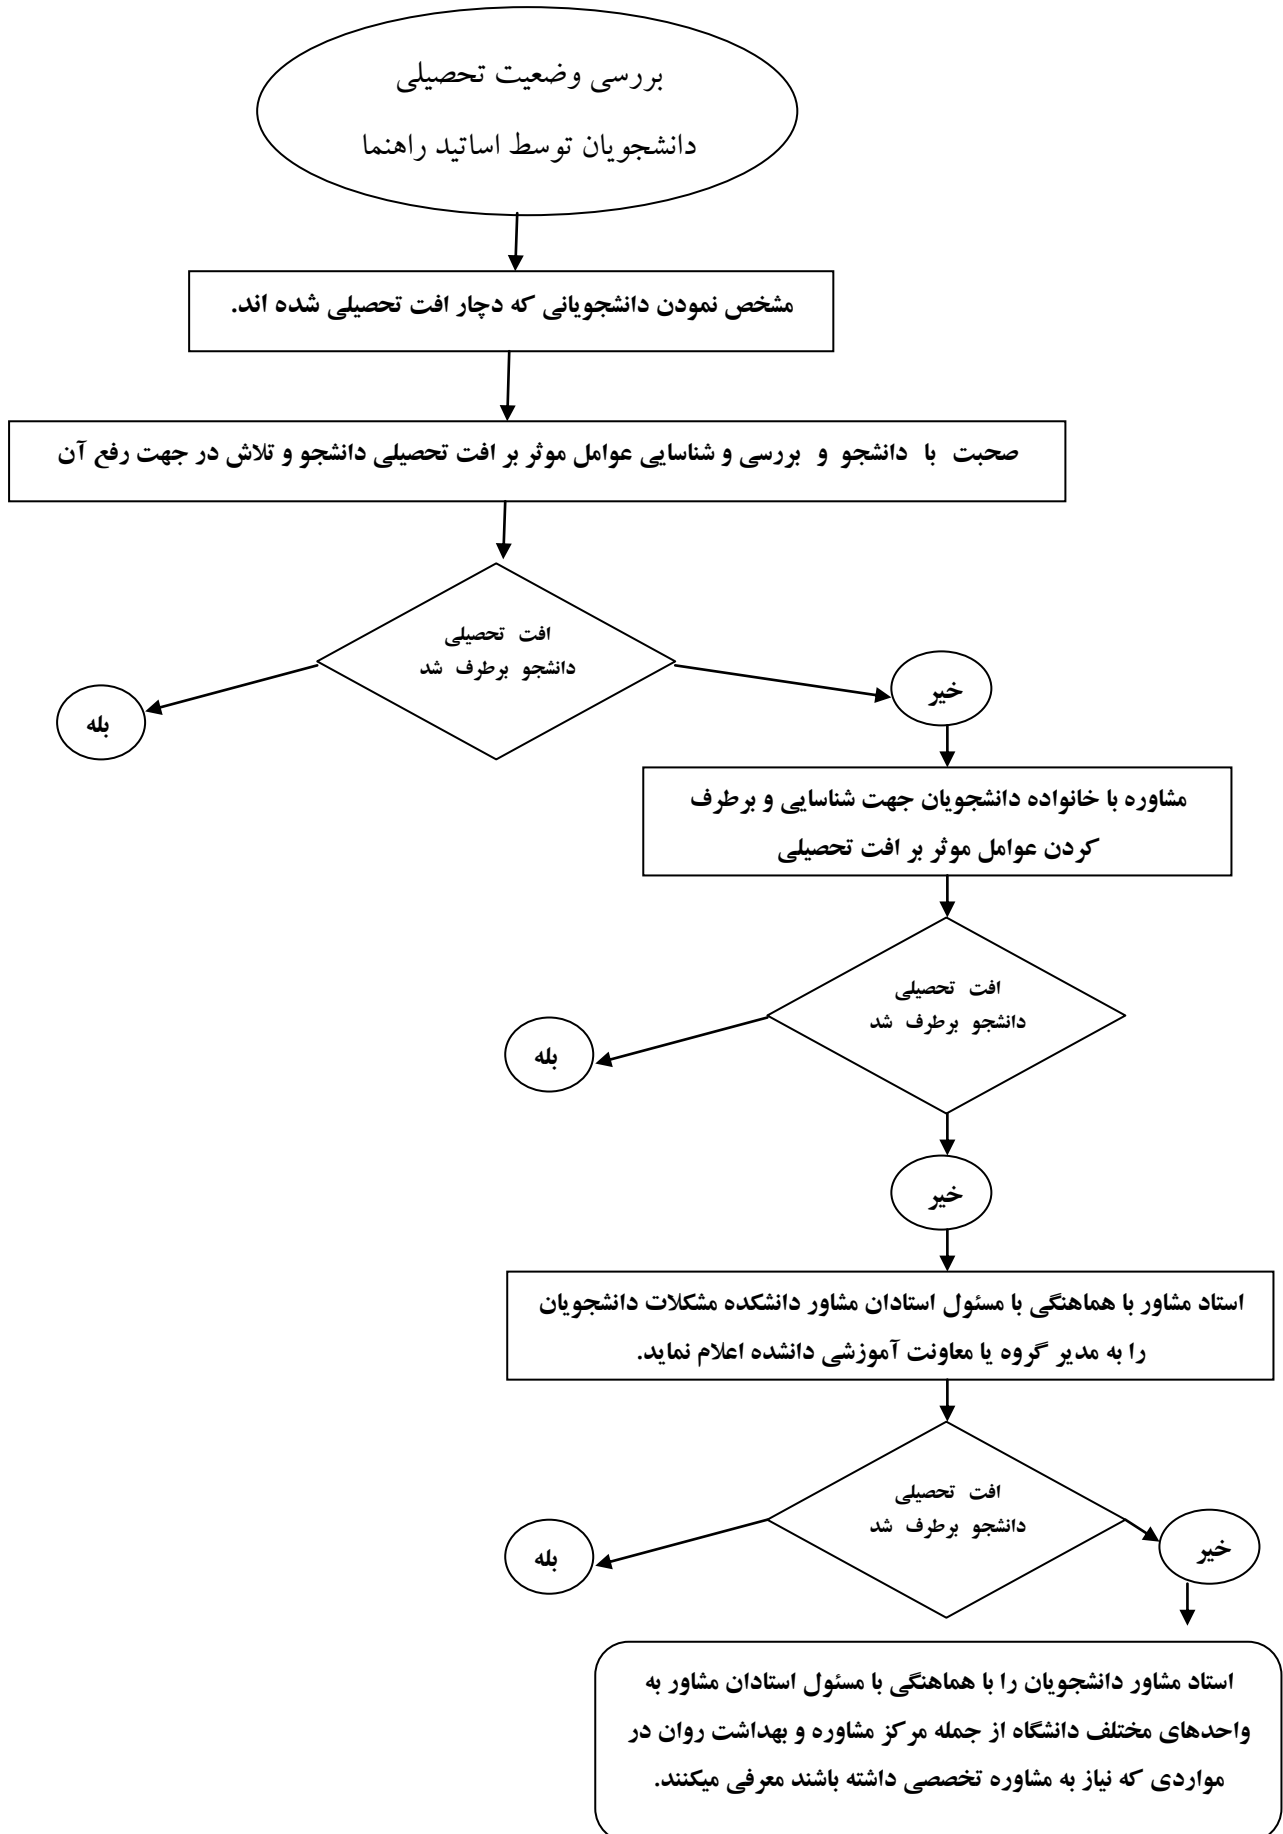 بررسی وضعیت تحصیلی
دانشجویان توسط اساتید راهنما
مشخص نمودن دانشجویانی که دچار افت تحصیلی شده اند.
صحبت با دانشجو و بررسی و شناسایی عوامل موثر بر افت تحصیلی دانشجو و تلاش در جهت رفع آن
افت تحصیلی
دانشجو برطرف شد
خیر
بله
مشاوره با خانواده دانشجویان جهت شناسایی و برطرف
کردن عوامل موثر بر افت تحصیلی
افت تحصیلی
دانشجو برطرف شد
بله
خیر
استاد مشاور با هماهنگی با مسئول استادان مشاور دانشکده مشکلات دانشجویان
را به مدیر گروه یا معاونت آموزشی دانشده اعلام نماید.
افت تحصیلی
دانشجو برطرف شد
خیر
بله
استاد مشاور دانشجویان را با هماهنگی با مسئول استادان مشاور به
واحدهای مختلف دانشگاه از جمله مرکز مشاوره و بهداشت روان در
مواردی که نیاز به مشاوره تخصصی داشته باشند معرفی میکنند.